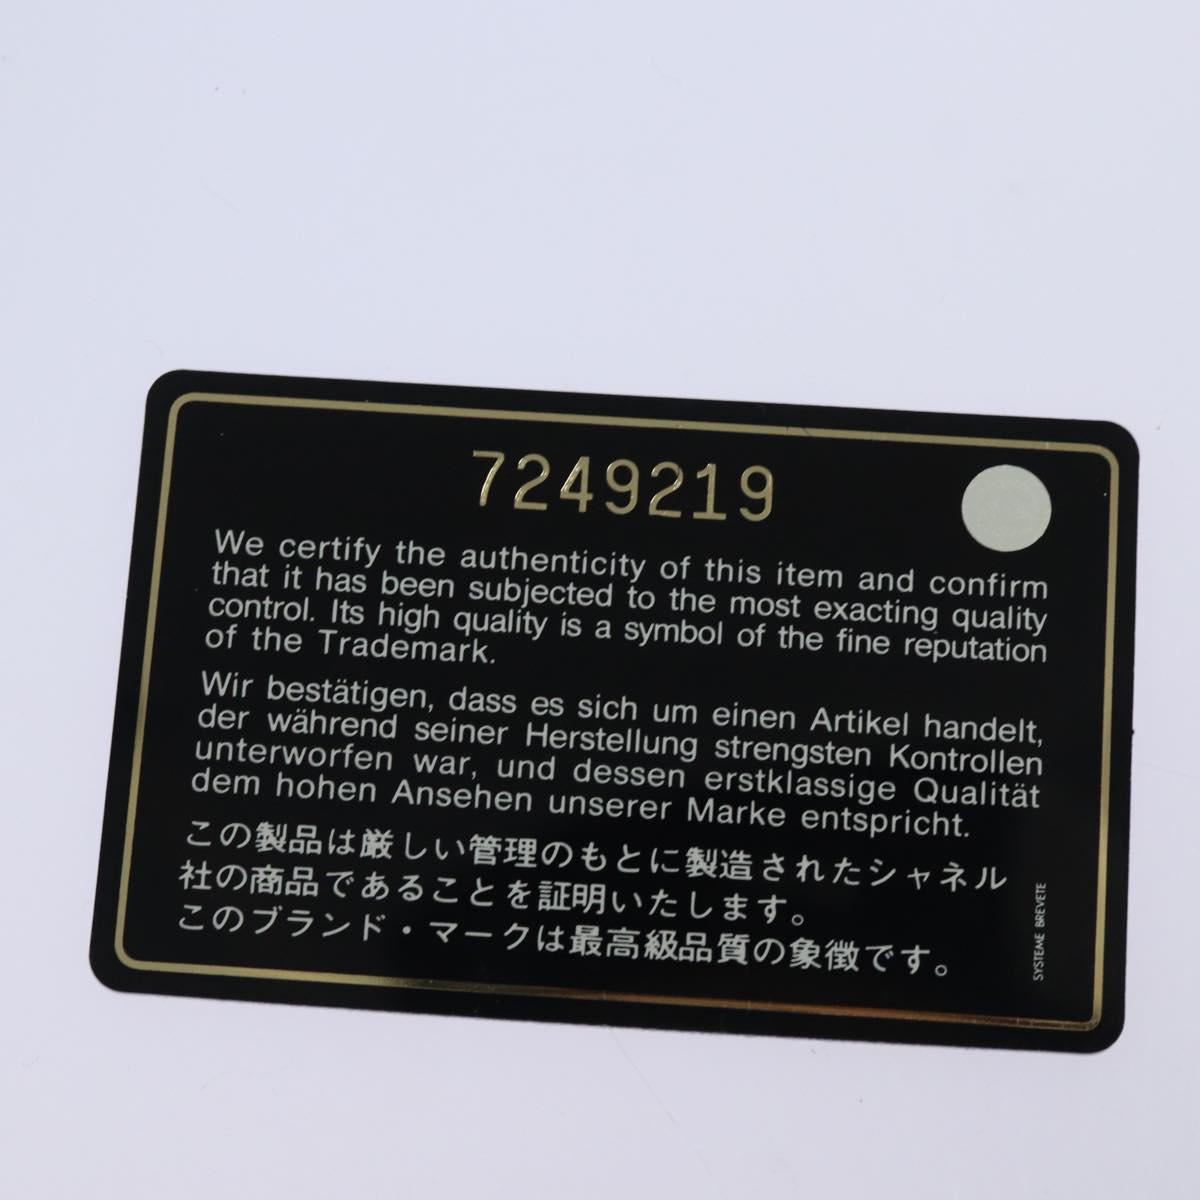 7249219
We certify the authenticity of this item and confirm
that it has been subjected to the most exacting quality
control. Its high quality is a symbol of the fine reputation
of the Trademark.
Wir bestätigen, dass es sich um einen Artikel handelt,
der während seiner Herstellung strengsten Kontrollen
unterworfen war, und dessen erstklassige Qualität
dem hohen Ansehen unserer Marke entspricht.
この製品は厳しい管理のもとに製造されたシャネル
社の商品であることを証明いたします。
このブランド・マークは最高級品質の象徴です。
SYSTEME BREVETE